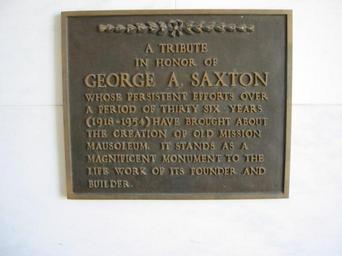 A TRIBUTE
IN HONOR OF
GEORGE A. SAXTON
WHOSE PERSISTENT EFFORTS OVER
A PERIOD OF THIRTY SIX YEARS
(1918-1954) HAVE BROUGHT ABOUT
THE CREATION OF OLD MISSION
MAUSOLEUM. IT STANDS AS A
MAGNIFICENT MONUMENT TO THE
LIFE WORK OF ITS FOUNDER AND
BUILDER.